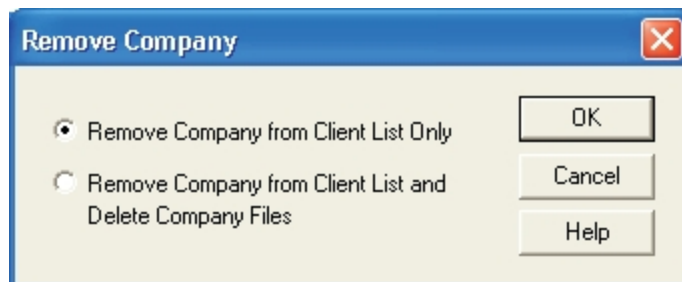 Remove Company
Remove Company from Client List Only
Remove Company from Client List and
Delete Company Files
OK
Cancel
Help